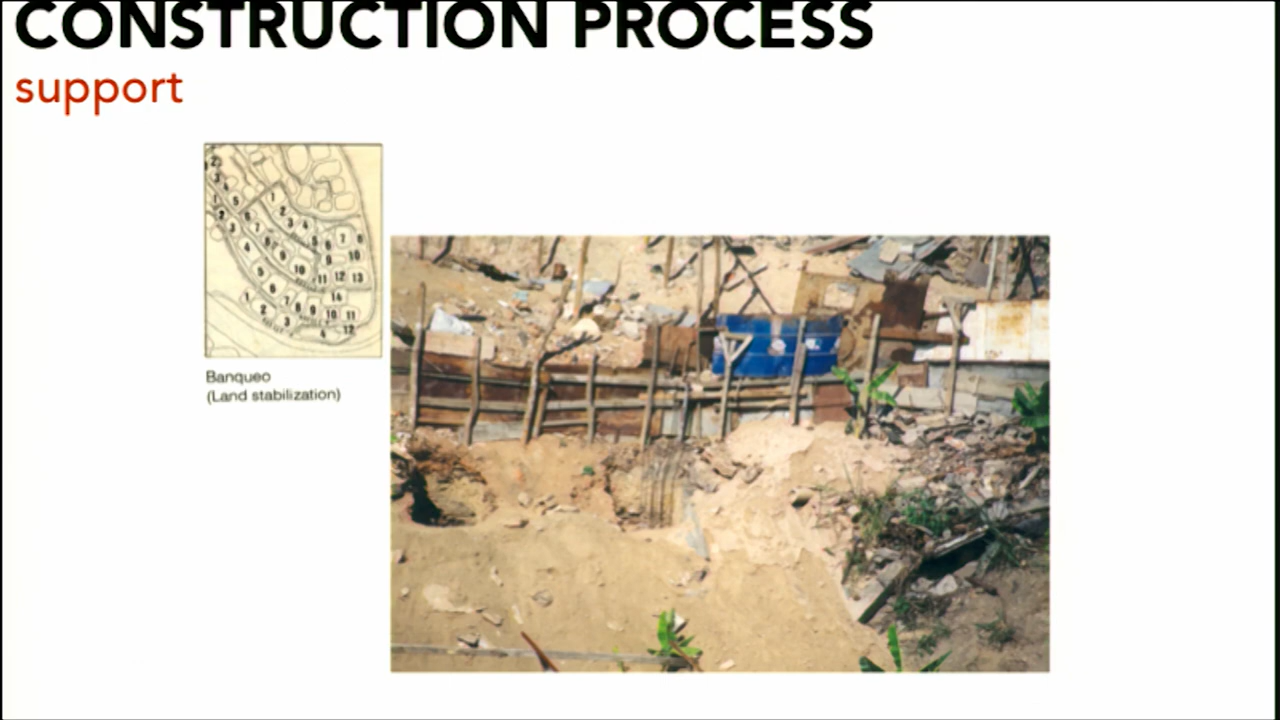 CONSTRUCTION PROCESS
support
Banqueo
(Land stabilization)